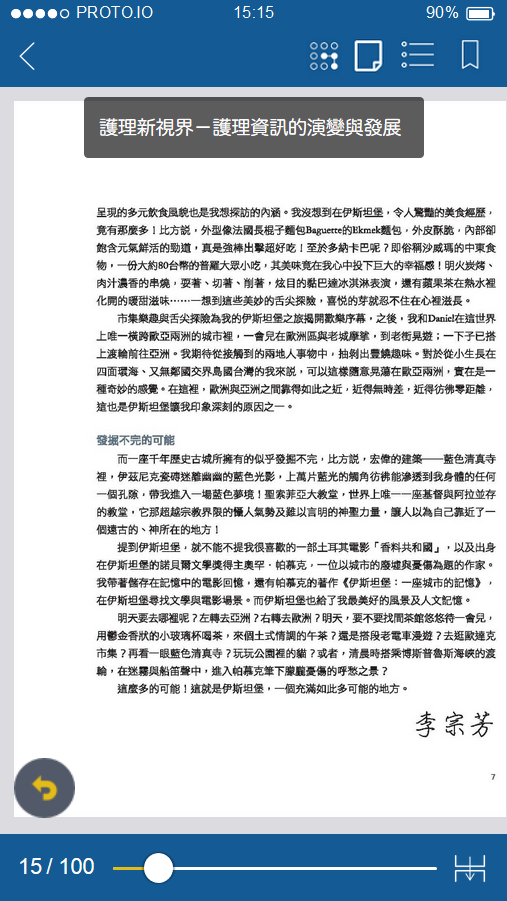 PROTO.IO 15:15 90%
護理新視界－護理資訊的演變與發展
呈現的多元飲食風貌也是我想探訪的內涵。我沒想到在伊斯坦堡，令人驚豔的美食經歷，
竟有那麼多！比方說，外型像法國長棍子麵包Baguette的Ekmek麵包，外皮酥脆，內部卻
飽含元氣鮮活的勁道，真是強棒出擊超好吃！至於多納卡巴呢？即俗稱沙威瑪的中東食
物，一份大約80台幣的普羅大眾小吃，其美味竟在我心中投下巨大的幸福感！明火炭烤、
肉汁濃香的串燒，耍著、切著、削著，炫目的黏巴達冰淇淋表演，還有蘋果茶在熱水裡
化開的暖甜滋味……一想到這些美妙的舌尖探險，喜悅的芽就忍不住在心裡滋長。
市集樂趣與舌尖探險為我的伊斯坦堡之旅揭開歡樂序幕，之後，我和Daniel在這世界
上唯一橫跨歐亞兩洲的城市裡，一會兒在歐洲區與老城摩挲，到老街晃遊；一下子已搭
上渡輪前往亞洲。我期待從接觸到的兩地人事物中，抽剝出豐饒趣味。對於從小生長在
四面環海、又無鄰國交界島國台灣的我來說，可以這樣隨意晃蕩在歐亞兩洲，實在是一
種奇妙的感覺。在這裡，歐洲與亞洲之間靠得如此之近，近得無時差，近得彷彿零距離，
這也是伊斯坦堡讓我印象深刻的原因之一。
發掘不完的可能
而一座千年歷史古城所擁有的似乎發掘不完，比方說，宏偉的建築──藍色清真寺
裡，伊茲尼克瓷磚迷離幽幽的藍色光影，上萬片藍光的觸角彷彿能滲透到我身體的任何
一個孔隙，帶我進入一場藍色夢境！聖索菲亞大教堂，世界上唯一一座基督與阿拉並存
的教堂，它那超越宗教界限的懾人氣勢及難以言明的神聖力量，讓人以為自己靠近了一
個遠古的、神所在的地方！
提到伊斯坦堡，就不能不提我很喜歡的一部土耳其電影「香料共和國」，以及出身
在伊斯坦堡的諾貝爾文學獎得主奧罕．帕慕克，一位以城市的廢墟與憂傷為題的作家。
我帶著儲存在記憶中的電影回憶，還有帕慕克的著作《伊斯坦堡：一座城市的記憶》，
在伊斯坦堡尋找文學與電影場景。而伊斯坦堡也給了我最美好的風景及人文記憶。
明天要去哪裡呢？左轉去亞洲？右轉去歐洲？明天，要不要找間茶館悠悠待一會兒，
用鬱金香狀的小玻璃杯喝茶，來個土式情調的午茶？還是搭段老電車漫遊？去逛歐達克
市集？再看一眼藍色清真寺？玩玩公園裡的貓？或者，清晨時搭乘博斯普魯斯海峽的渡
輪，在迷霧與船笛聲中，進入帕慕克筆下朦朧憂傷的呼愁之景？
這麼多的可能！這就是伊斯坦堡，一個充滿如此多可能的地方。
李宗芳
7
15 / 100